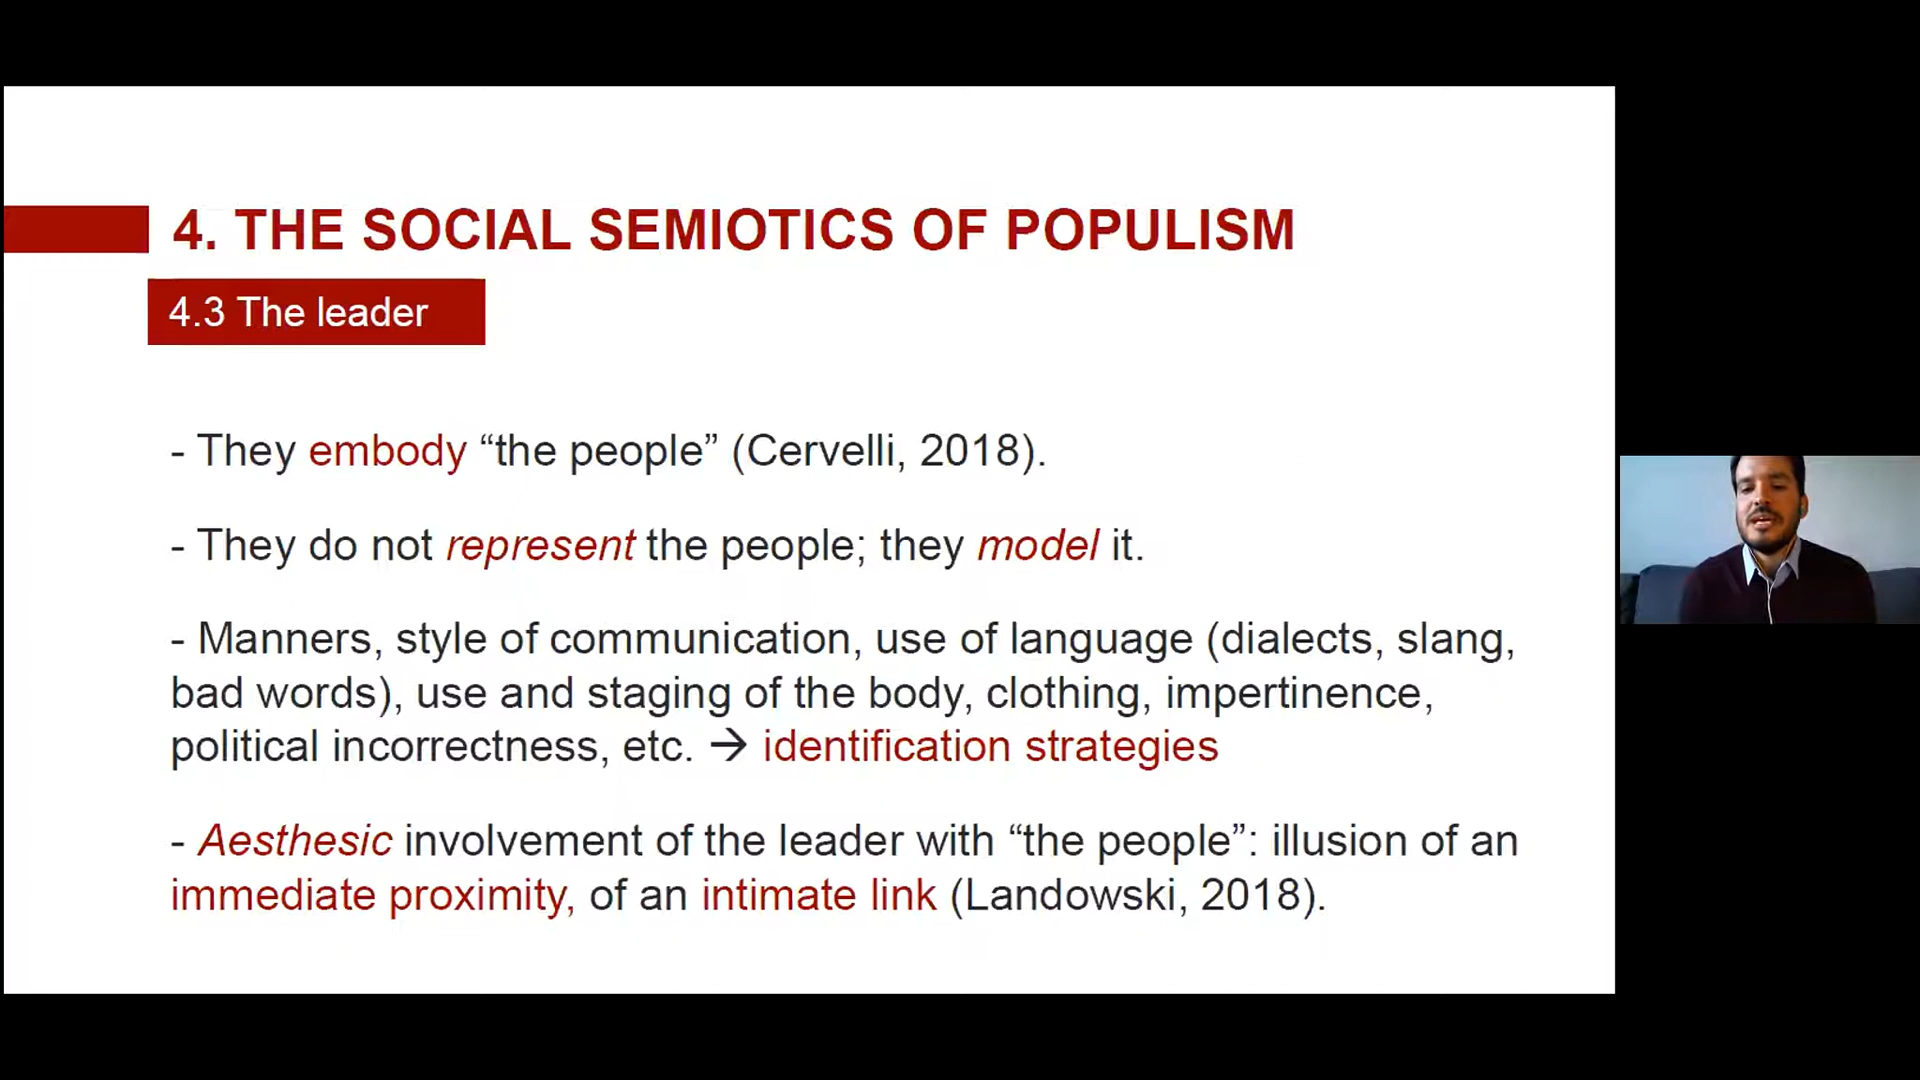 4. THE SOCIAL SEMIOTICS OF POPULISM
4.3 The leader
- They embody “the people” (Cervelli, 2018).
- They do not represent the people; they model it.
- Manners, style of communication, use of language (dialects, slang,
bad words), use and staging of the body, clothing, impertinence,
political incorrectness, etc. → identification strategies
- Aesthesic involvement of the leader with “the people”: illusion of an
immediate proximity, of an intimate link (Landowski, 2018).